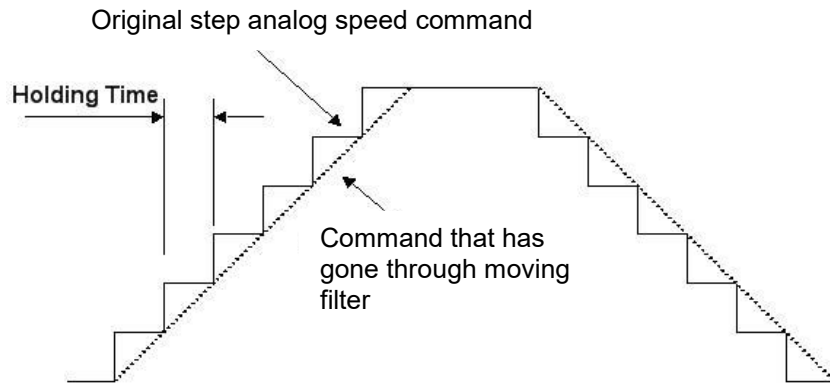 Original step analog speed command
Holding Time
Command that has
gone through moving
filter